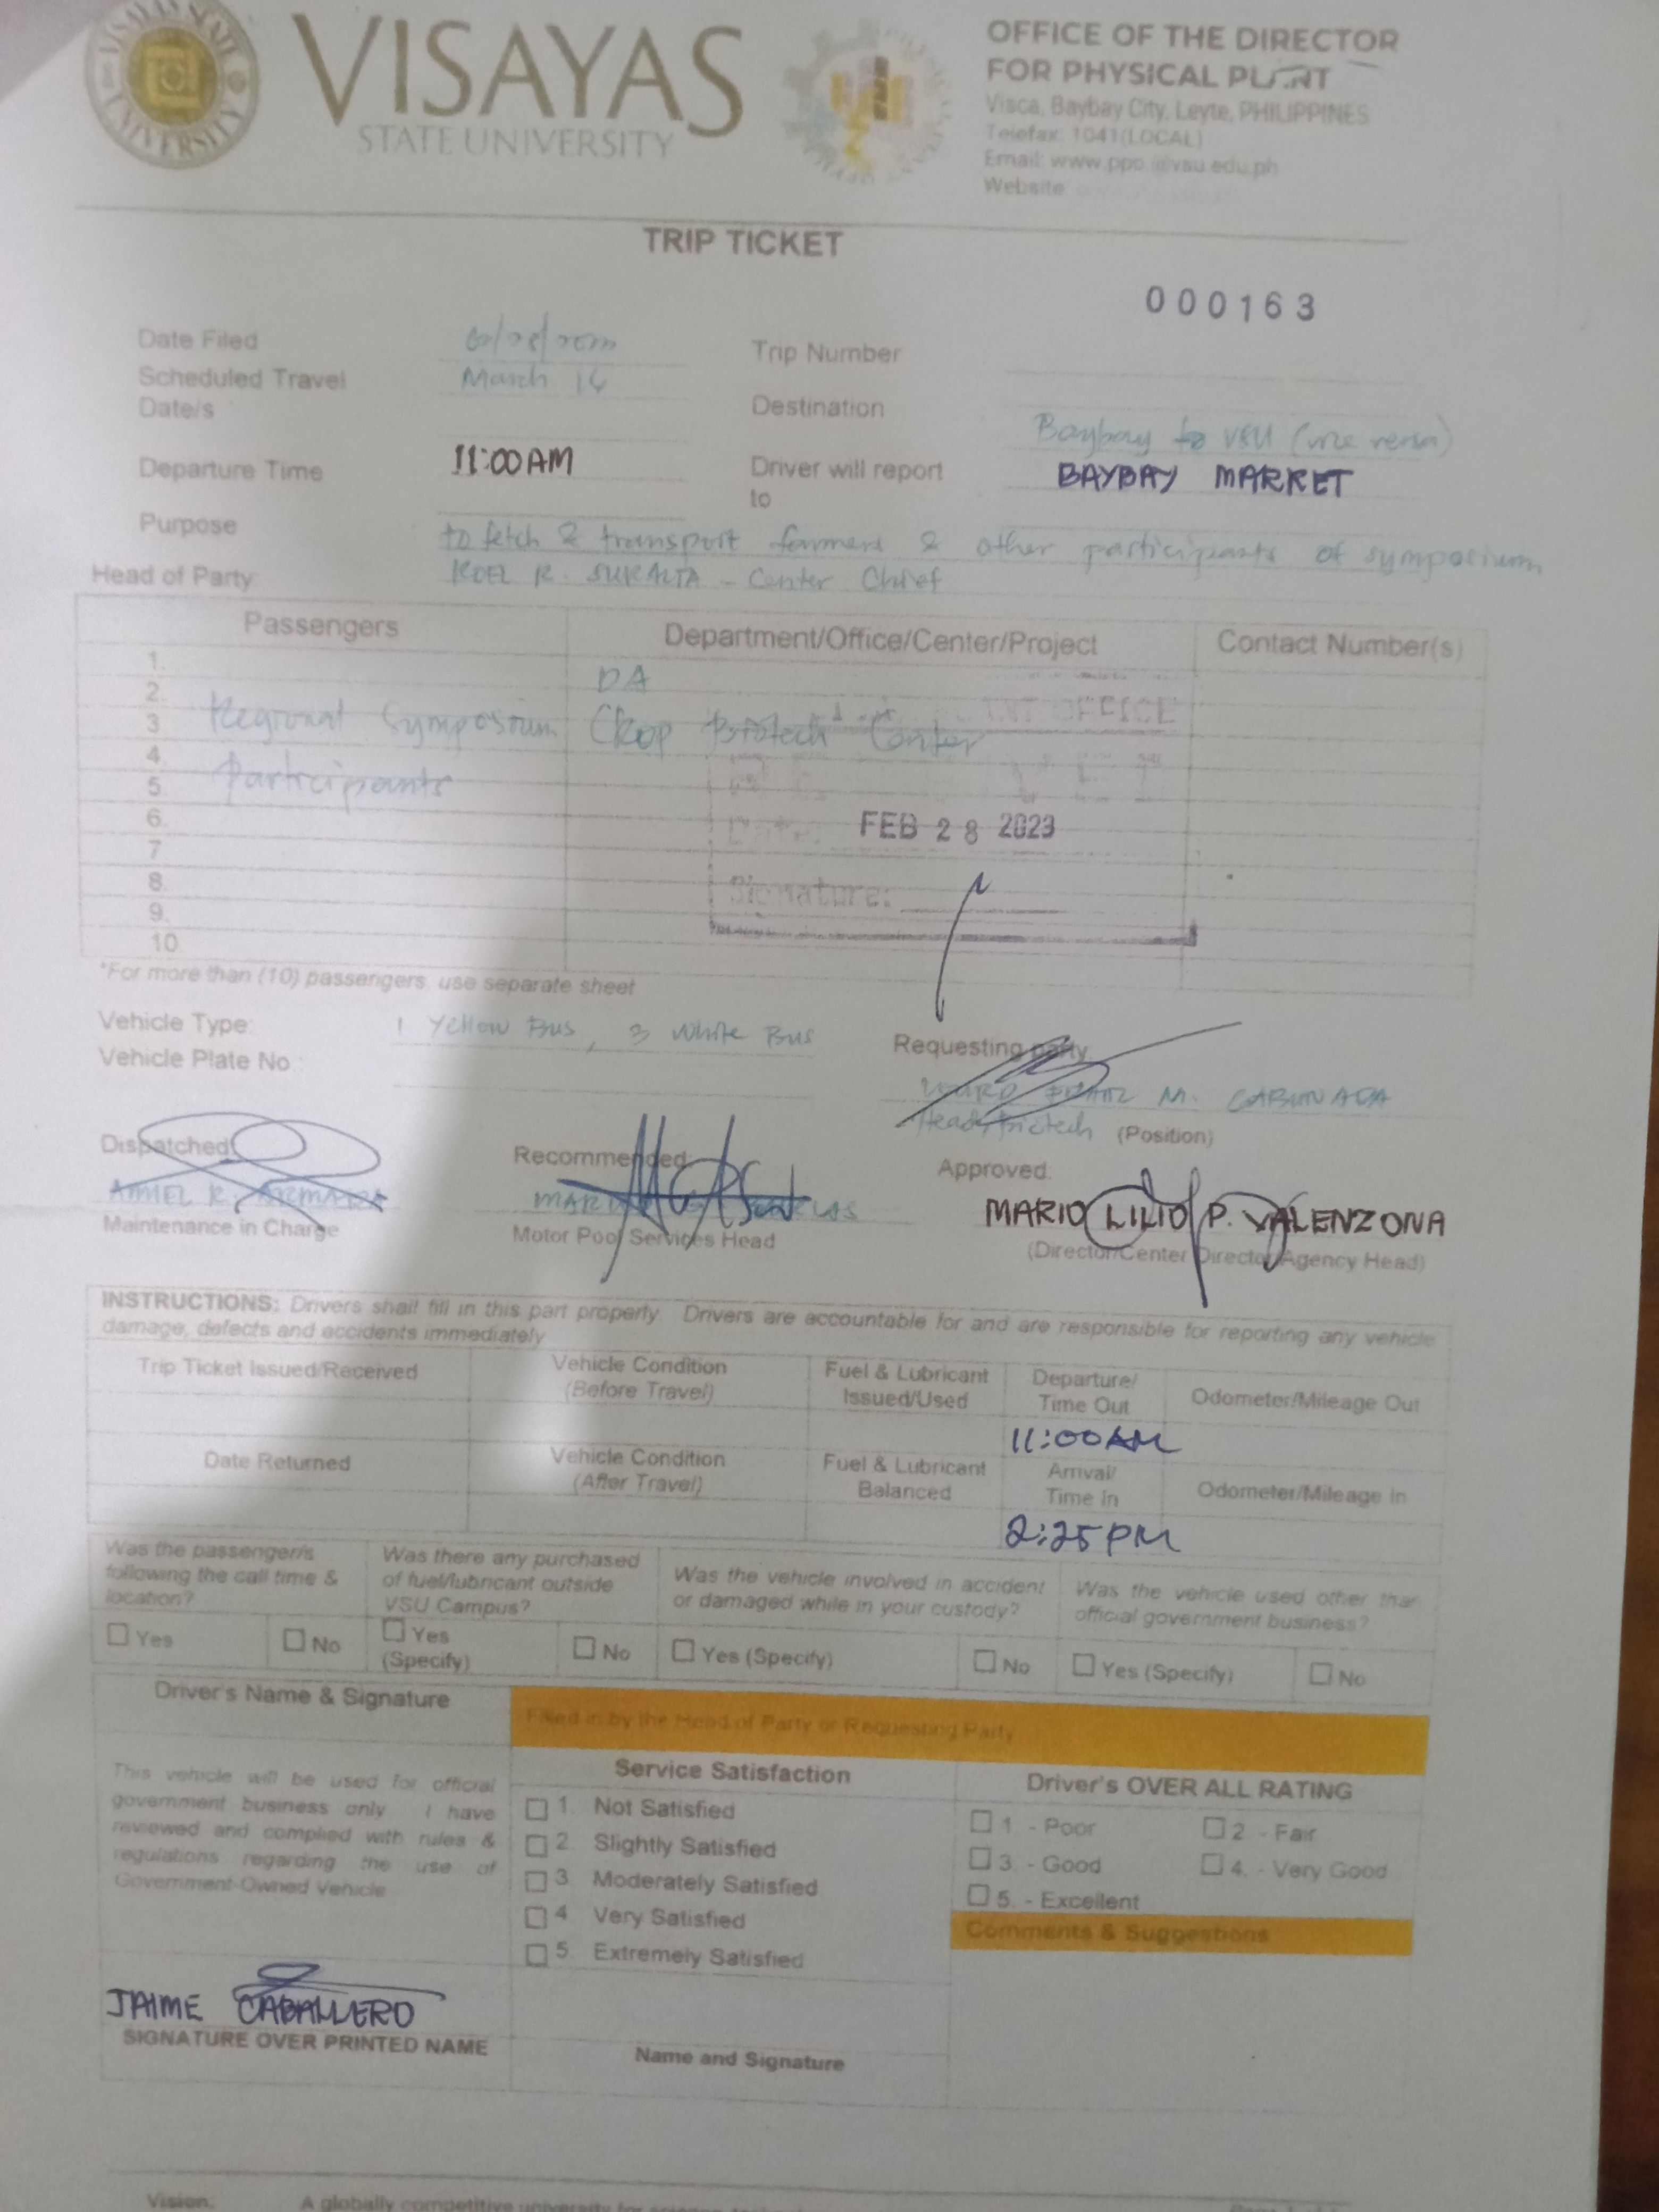 VISAYAS STATE UNIVERSITY
VISAYAS
STATE UNIVERSITY
OFFICE OF THE DIRECTOR
FOR PHYSICAL PLANT
Visca, Baybay City, Leyte, PHILIPPINES
Telefax: 1041(LOCAL)
Email: www.ppo@vsu.edu.ph
Website
TRIP TICKET
000163
Date Filed
Trip Number
Scheduled Travel Date/s March
Destination Baybay to VSU (vice versa)
Departure Time 11:00AM
Driver will report to BAYBAY MARKET
Purpose to fetch & transport farmers & other participants of symposium
Head of Party: R. SURALTA - Center Chief
Passengers Department/Office/Center/Project Contact Number(s)
1.
2. DA
3 Regional Symposium Crop Biotech Center
4. OFFICE
5 Participants
6. Date: FEB 28 2023
7
8 Signature:
9.
10
*For more than (10) passengers, use separate sheet
Vehicle Type: 1 Yellow Bus, 3 White Bus
Vehicle Plate No.:
Requesting party
M. CABUNADA
Head, Biotech (Position)
Dispatched:
R.
Maintenance in Charge
Recommended:
Motor Pool Services Head
Approved:
MARIO LILIO P. VALENZONA
(Director/Center Director/Agency Head)
INSTRUCTIONS: Drivers shall fill in this part properly Drivers are accountable for and are responsible for reporting any vehicle
damage, defects and accidents immediately
Trip Ticket Issued/Received Vehicle Condition (Before Travel) Fuel & Lubricant Issued/Used Departure/ Time Out Odometer/Mileage Out
11:00AM
Date Returned Vehicle Condition (After Travel) Fuel & Lubricant Balanced Arrival/ Time in Odometer/Mileage in
2:25PM
Was the passenger/s following the call time & location? Was there any purchased of fuel/lubricant outside VSU Campus? Was the vehicle involved in accident or damaged while in your custody? Was the vehicle used other than official government business?
Yes No Yes (Specify) No Yes (Specify) No Yes (Specify) No
Driver's Name & Signature
Filled in by the Head of Party or Requesting Party
This vehicle will be used for official
government business only I have
reviewed and complied with rules &
regulations regarding the use of
Government-Owned Vehicle
Service Satisfaction
1. Not Satisfied
2. Slightly Satisfied
3 Moderately Satisfied
4 Very Satisfied
5. Extremely Satisfied
Driver's OVER ALL RATING
1. - Poor 2 - Fair
3. - Good 4. - Very Good
5. - Excellent
Comments & Suggestions
JAIME CABALLERO
SIGNATURE OVER PRINTED NAME
Name and Signature
Vision: A globally competitive university for science